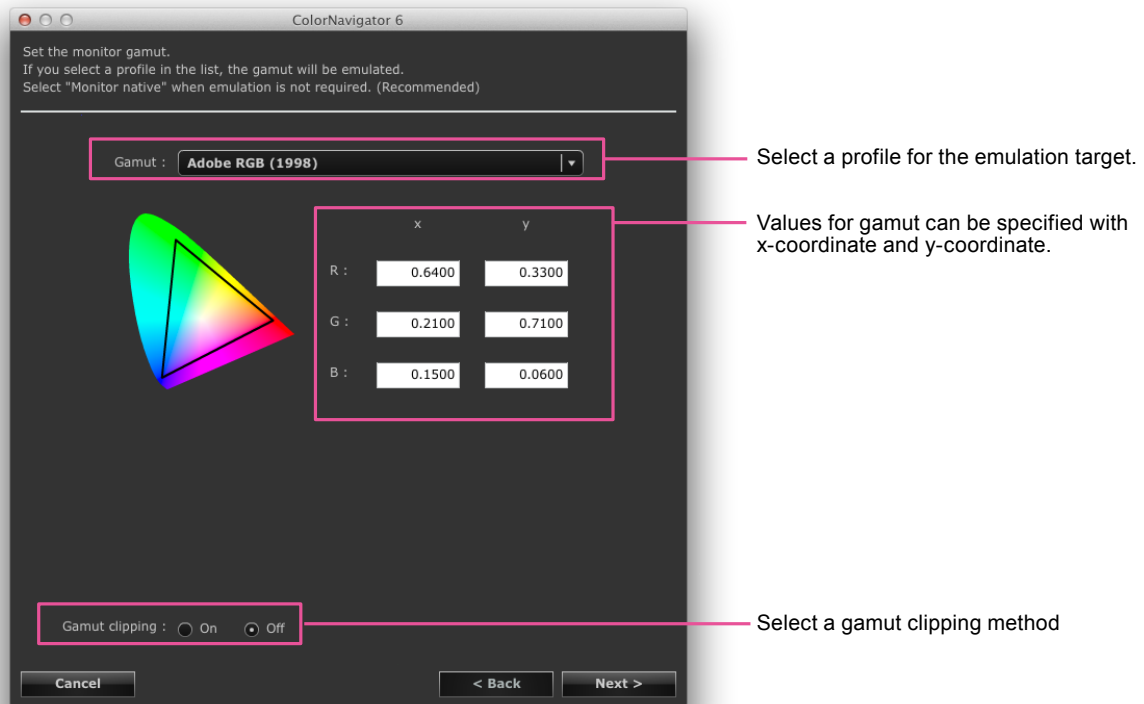 ColorNavigator 6
Set the monitor gamut.
If you select a profile in the list, the gamut will be emulated.
Select "Monitor native" when emulation is not required. (Recommended)
Gamut : Adobe RGB (1998)
Select a profile for the emulation target.
x y
Values for gamut can be specified with
x-coordinate and y-coordinate.
R : 0.6400 0.3300
G : 0.2100 0.7100
B : 0.1500 0.0600
Gamut clipping : On Off
Select a gamut clipping method
Cancel < Back Next >